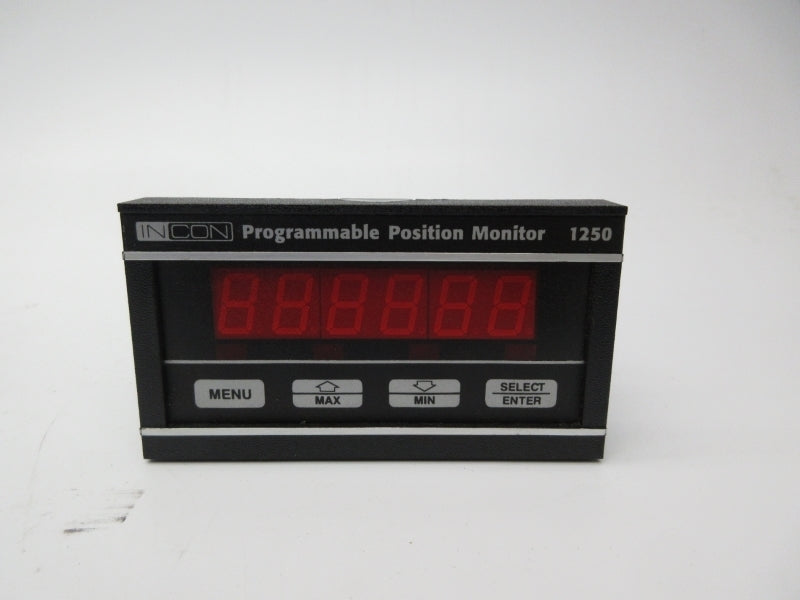 INCON Programmable Position Monitor 1250
MENU
MAX
MIN
SELECT
ENTER